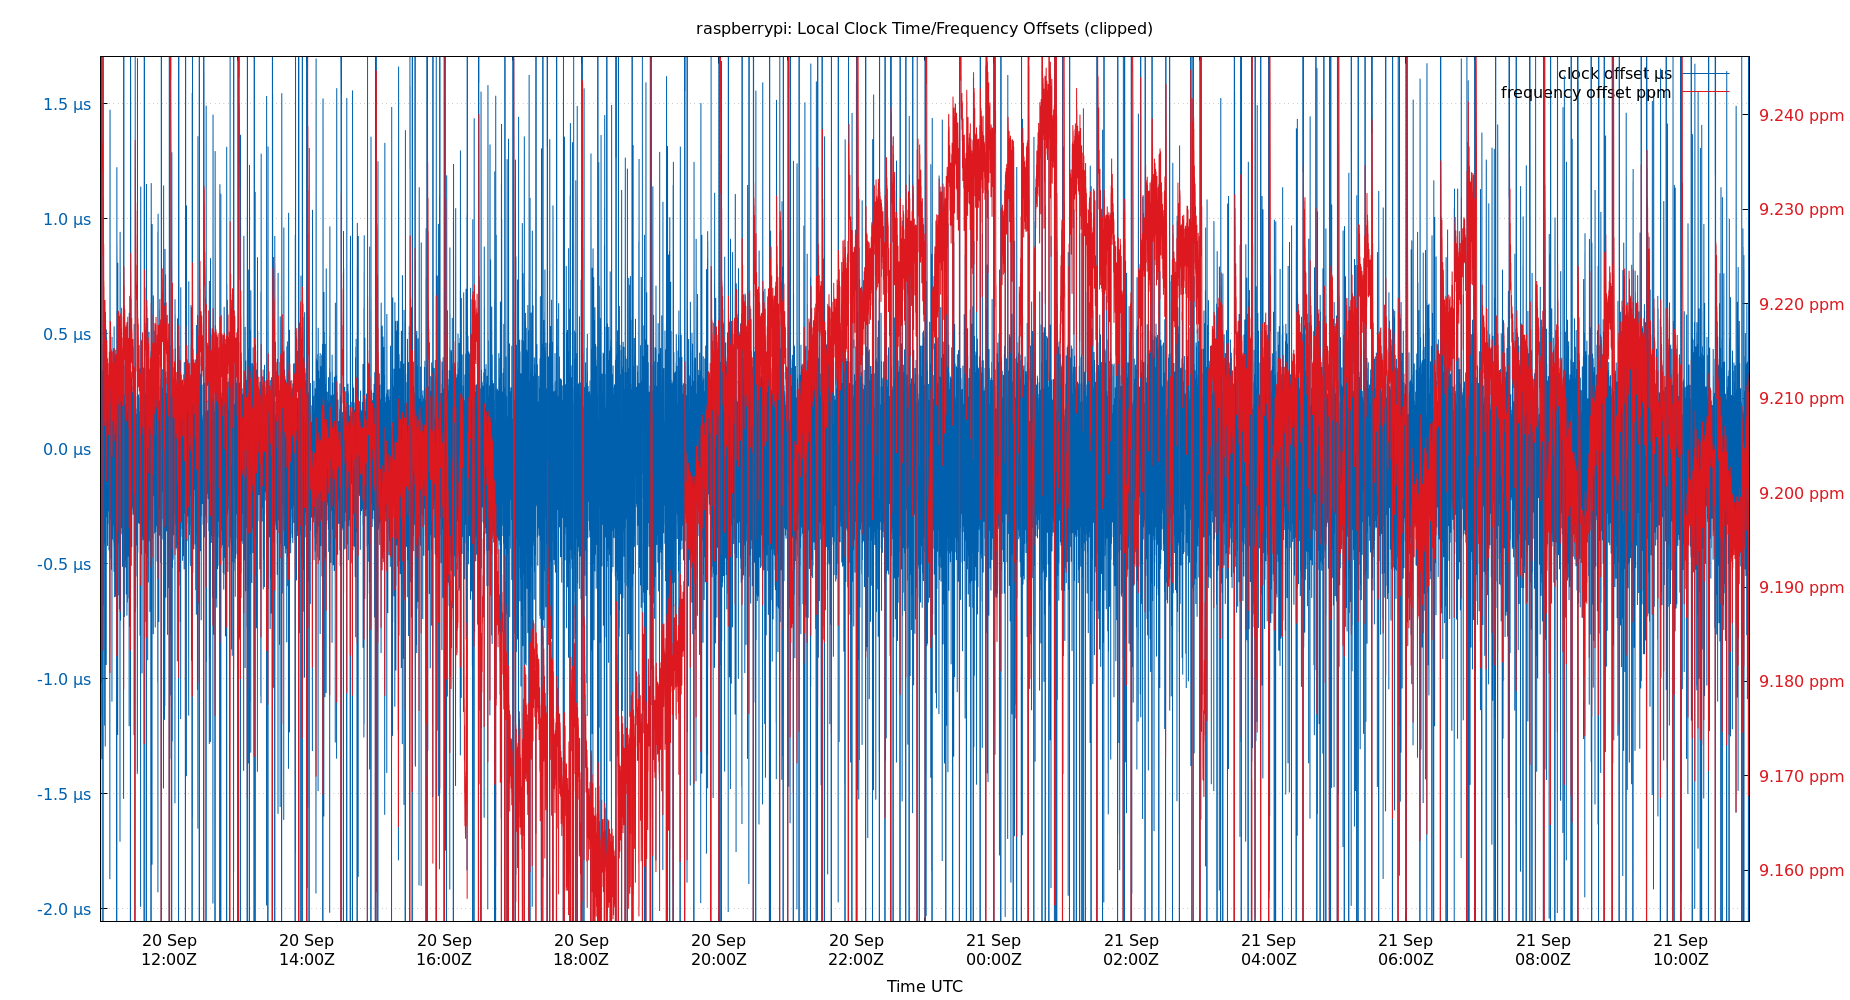 raspberrypi: Local Clock Time/Frequency Offsets (clipped)
clock offset µs
frequency offset ppm
1.5 µs
1.0 µs
0.5 µs
0.0 µs
-0.5 µs
-1.0 µs
-1.5 µs
-2.0 µs
9.240 ppm
9.230 ppm
9.220 ppm
9.210 ppm
9.200 ppm
9.190 ppm
9.180 ppm
9.170 ppm
9.160 ppm
20 Sep 20 Sep 20 Sep 20 Sep 20 Sep 20 Sep 21 Sep 21 Sep 21 Sep 21 Sep 21 Sep 21 Sep
12:00Z 14:00Z 16:00Z 18:00Z 20:00Z 22:00Z 00:00Z 02:00Z 04:00Z 06:00Z 08:00Z 10:00Z
Time UTC